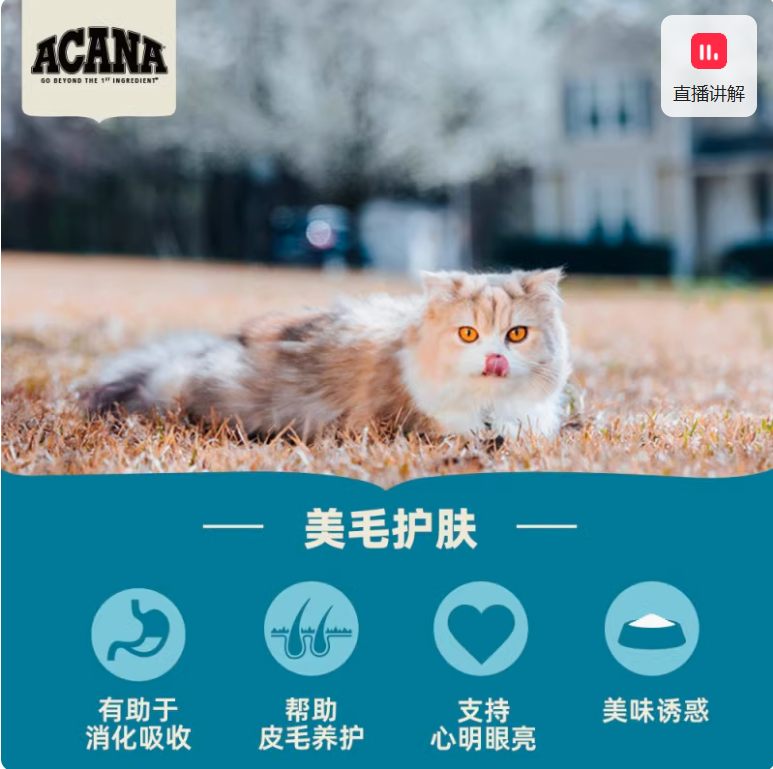 ACANA
GO BEYOND THE 1ST INGREDIENT
直播讲解
美毛护肤
有助于
消化吸收
帮助
皮毛养护
支持
心明眼亮
美味诱惑